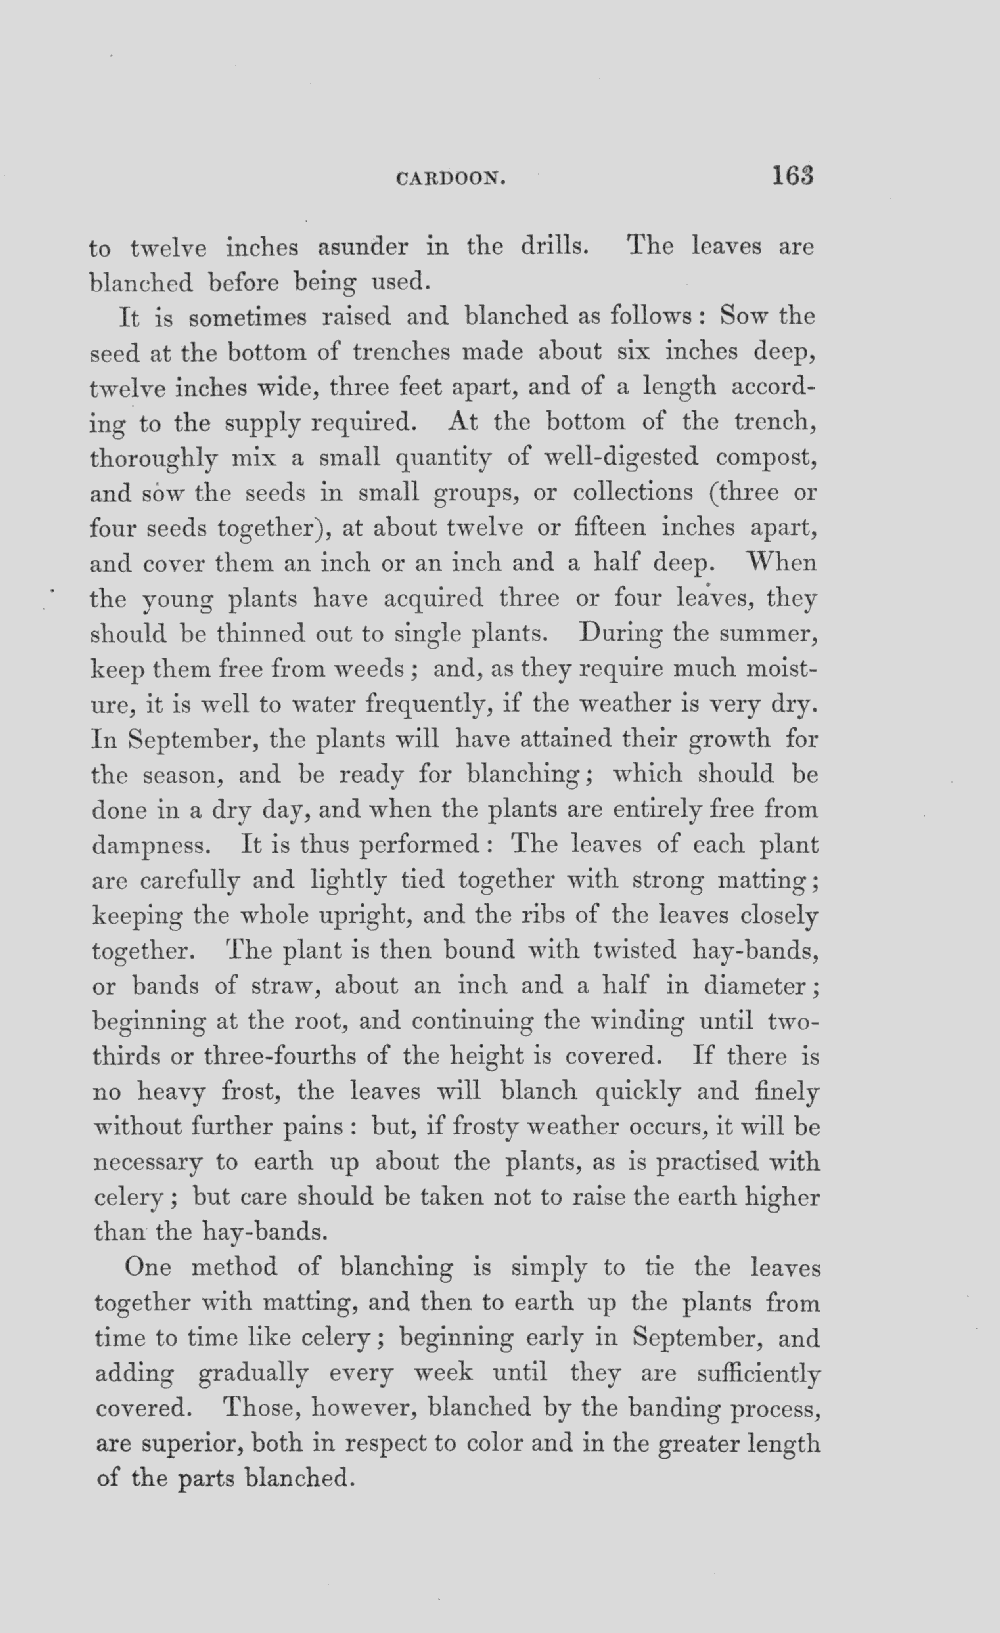 CARDOON. 163
to twelve inches asunder in the drills. The leaves are
blanched before being used.
It is sometimes raised and blanched as follows : Sow the
seed at the bottom of trenches made about six inches deep,
twelve inches wide, three feet apart, and of a length accord-
ing to the supply required. At the bottom of the trench,
thoroughly mix a small quantity of well-digested compost,
and sow the seeds in small groups, or collections (three or
four seeds together), at about twelve or fifteen inches apart,
and cover them an inch or an inch and a half deep. When
the young plants have acquired three or four leaves, they
should be thinned out to single plants. During the summer,
keep them free from weeds ; and, as they require much moist-
ure, it is well to water frequently, if the weather is very dry.
In September, the plants will have attained their growth for
the season, and be ready for blanching ; which should be
done in a dry day, and when the plants are entirely free from
dampness. It is thus performed : The leaves of each plant
are carefully and lightly tied together with strong matting ;
keeping the whole upright, and the ribs of the leaves closely
together. The plant is then bound with twisted hay-bands,
or bands of straw, about an inch and a half in diameter ;
beginning at the root, and continuing the winding until two-
thirds or three-fourths of the height is covered. If there is
no heavy frost, the leaves will blanch quickly and finely
without further pains : but, if frosty weather occurs, it will be
necessary to earth up about the plants, as is practised with
celery ; but care should be taken not to raise the earth higher
than the hay-bands.
One method of blanching is simply to tie the leaves
together with matting, and then to earth up the plants from
time to time like celery ; beginning early in September, and
adding gradually every week until they are sufficiently
covered. Those, however, blanched by the banding process,
are superior, both in respect to color and in the greater length
of the parts blanched.